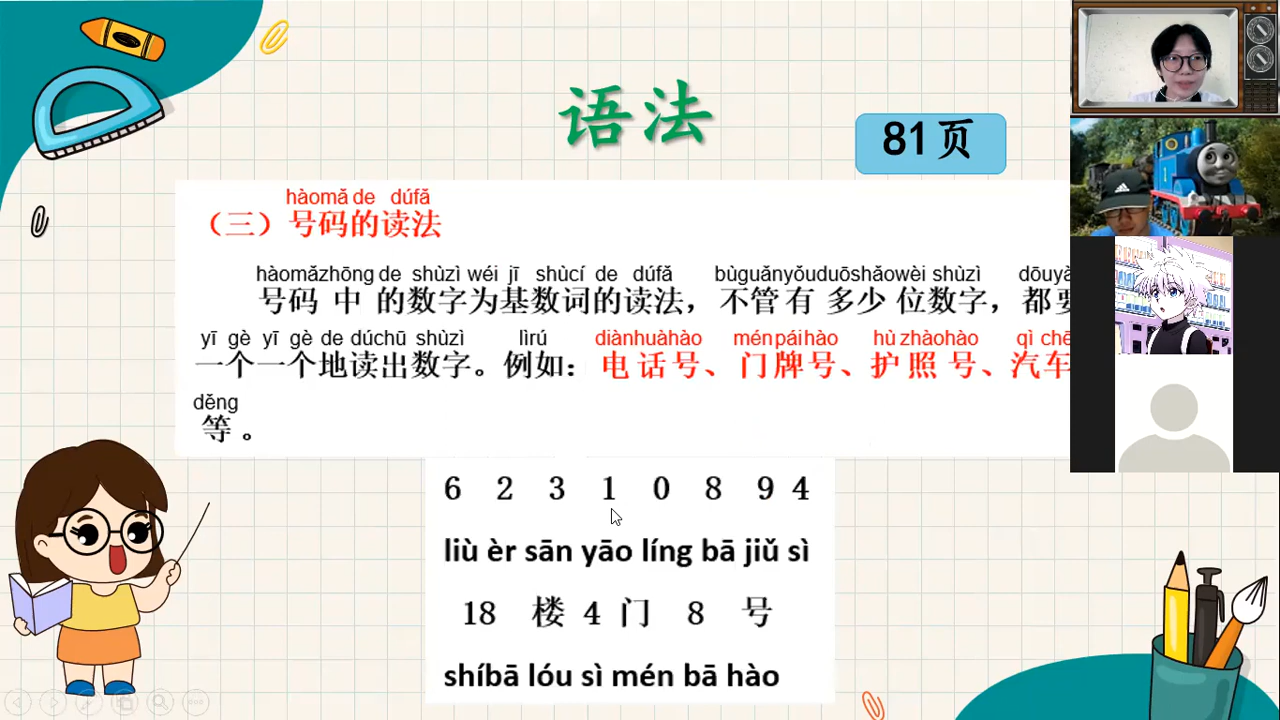 语法
81页
hàomǎ de dúfǎ
（三）号码的读法
hàomǎzhōng de shùzì wéi jī shùcí de dúfǎ bùguǎnyǒuduōshǎowèi shùzì
号码中的数字为基数词的读法，不管有多少位数字，都要
yī gè yī gè de dúchū shùzì lìrú diànhuàhào ménpáihào hù zhàohào qì chē
一个一个地读出数字。例如：电话号、门牌号、护照号、汽车
děng
等。
6 2 3 1 0 8 9 4
liù èr sān yāo líng bā jiǔ sì
18 楼 4 门 8 号
shíbā lóu sì mén bā hào